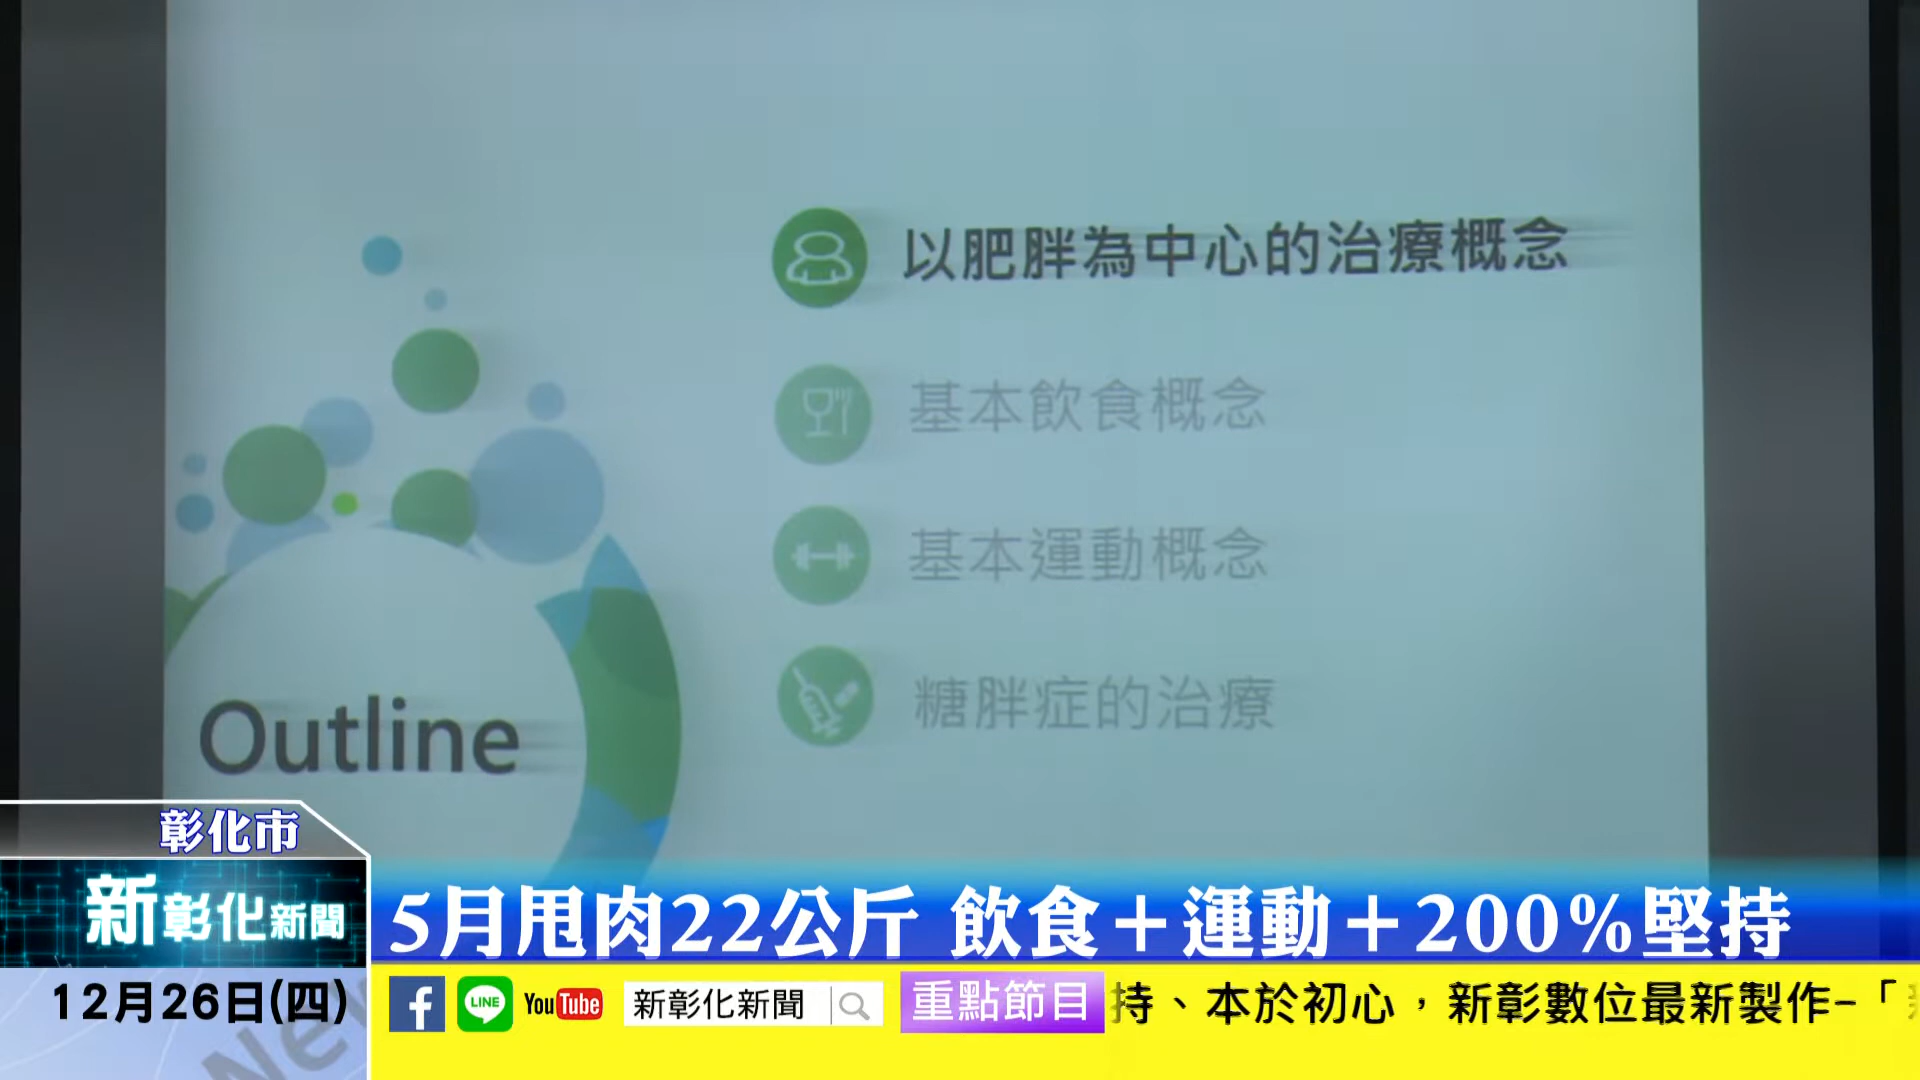 以肥胖為中心的治療概念
基本飲食概念
基本運動概念
糖胖症的治療
Outline
彰化市
新彰化新聞
5月甩肉22公斤 飲食＋運動＋200%堅持
12月26日(四)
LINE
YouTube
新彰化新聞
重點節目
持、本於初心，新彰數位最新製作-「